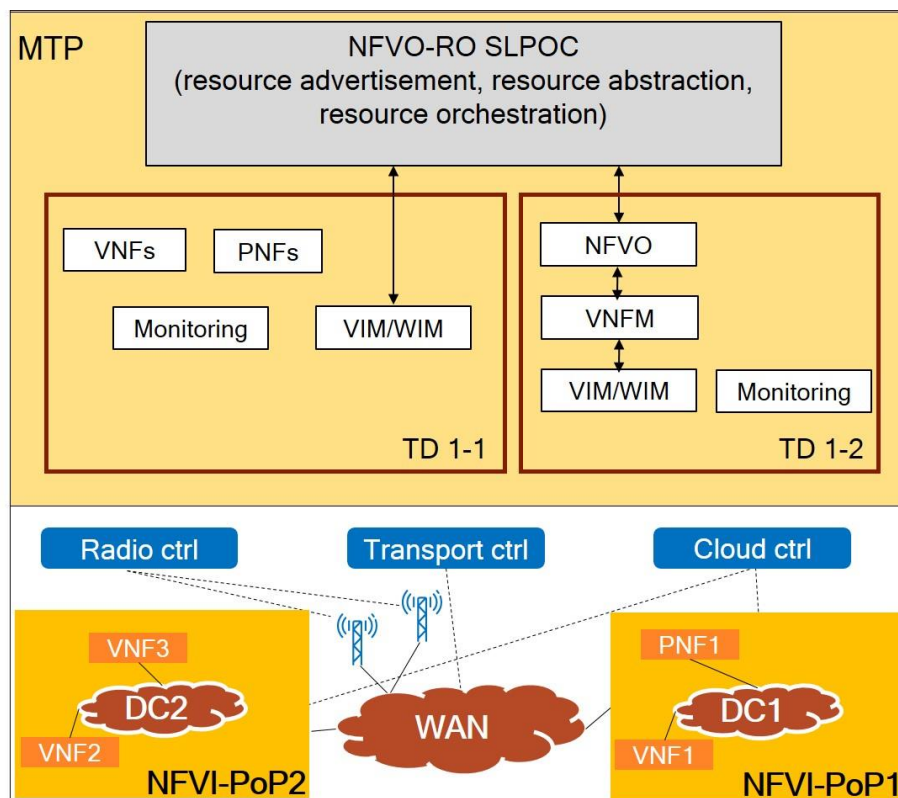 MTP
NFVO-RO SLPOC
(resource advertisement, resource abstraction,
resource orchestration)
VNFs
PNFs
Monitoring
VIM/WIM
TD 1-1
NFVO
VNFM
VIM/WIM
Monitoring
TD 1-2
Radio ctrl
Transport ctrl
Cloud ctrl
VNF3
DC2
VNF2
NFVI-PoP2
WAN
PNF1
DC1
VNF1
NFVI-PoP1